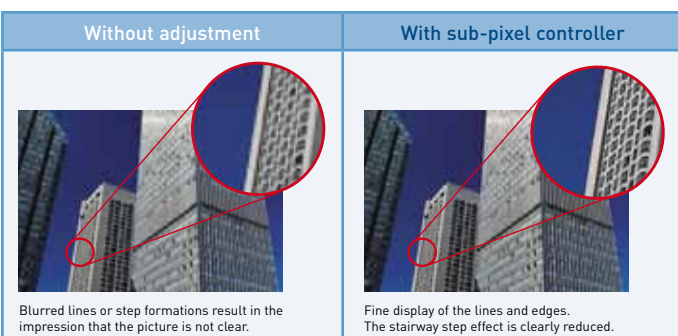 Without adjustment
With sub-pixel controller
Blurred lines or step formations result in the
impression that the picture is not clear.
Fine display of the lines and edges.
The stairway step effect is clearly reduced.